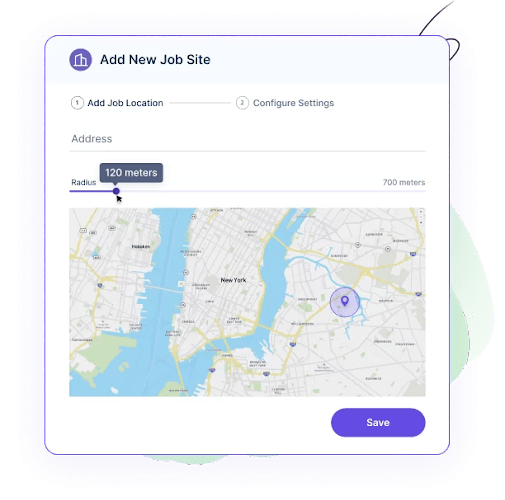 Add New Job Site
1 Add Job Location
2 Configure Settings
Address
120 meters
Radius
700 meters
Hoboken
New York
Save